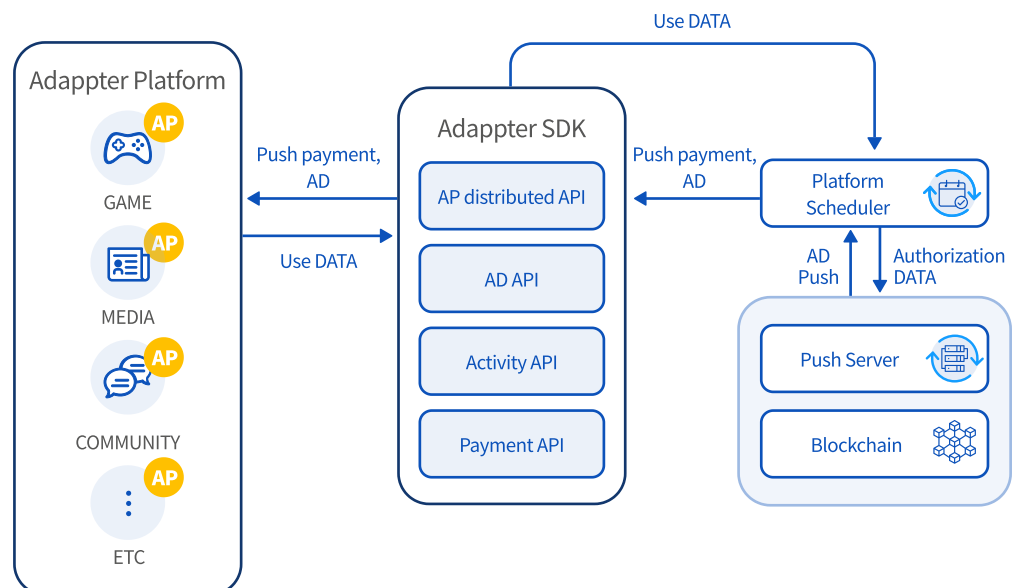 Use DATA
Adappter Platform
AP
GAME
AP
MEDIA
AP
COMMUNITY
AP
ETC
Push payment,
AD
Use DATA
Adappter SDK
AP distributed API
AD API
Activity API
Payment API
Push payment,
AD
Platform
Scheduler
AD
Push
Authorization
DATA
Push Server
Blockchain